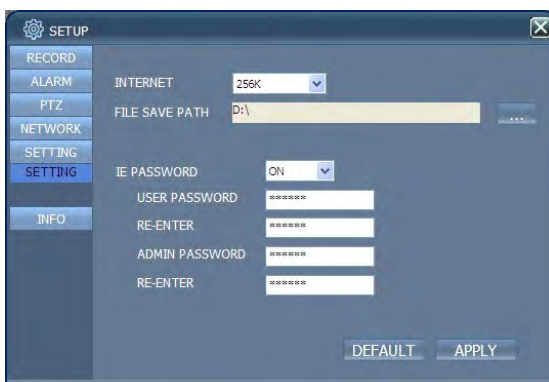 SETUP
RECORD
ALARM
PTZ
NETWORK
SETTING
SETTING
INFO
INTERNET 256K
FILE SAVE PATH D:\ ...
IE PASSWORD ON
USER PASSWORD ******
RE-ENTER ******
ADMIN PASSWORD ******
RE-ENTER ******
DEFAULT APPLY